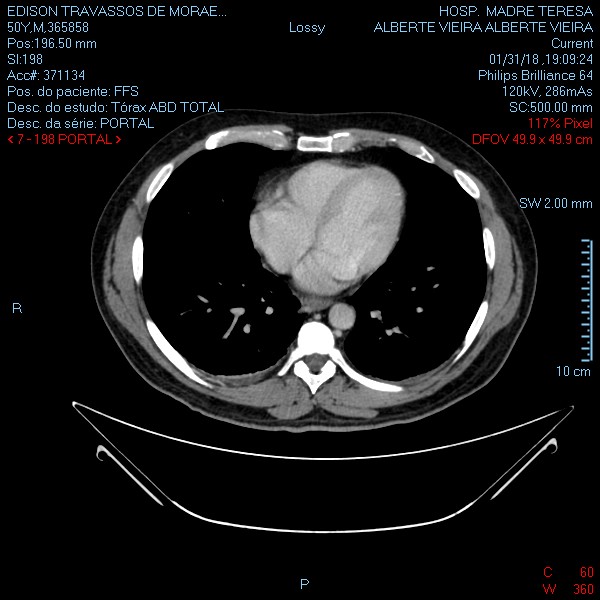 EDISON TRAVASSOS DE MORAE...
50Y,M,365858
Pos:196.50 mm
SI:198
Acc#: 371134
Pos. do paciente: FFS
Desc. do estudo: Tórax ABD TOTAL
Desc. da série: PORTAL
< 7 - 198 PORTAL >
Lossy
HOSP. MADRE TERESA
ALBERTE VIEIRA ALBERTE VIEIRA
Current
01/31/18 ,19:09:24
Philips Brilliance 64
120kV, 286mAs
SC:500.00 mm
117% Pixel
DFOV 49.9 x 49.9 cm
SW 2.00 mm
R
10 cm
P
C 60
W 360